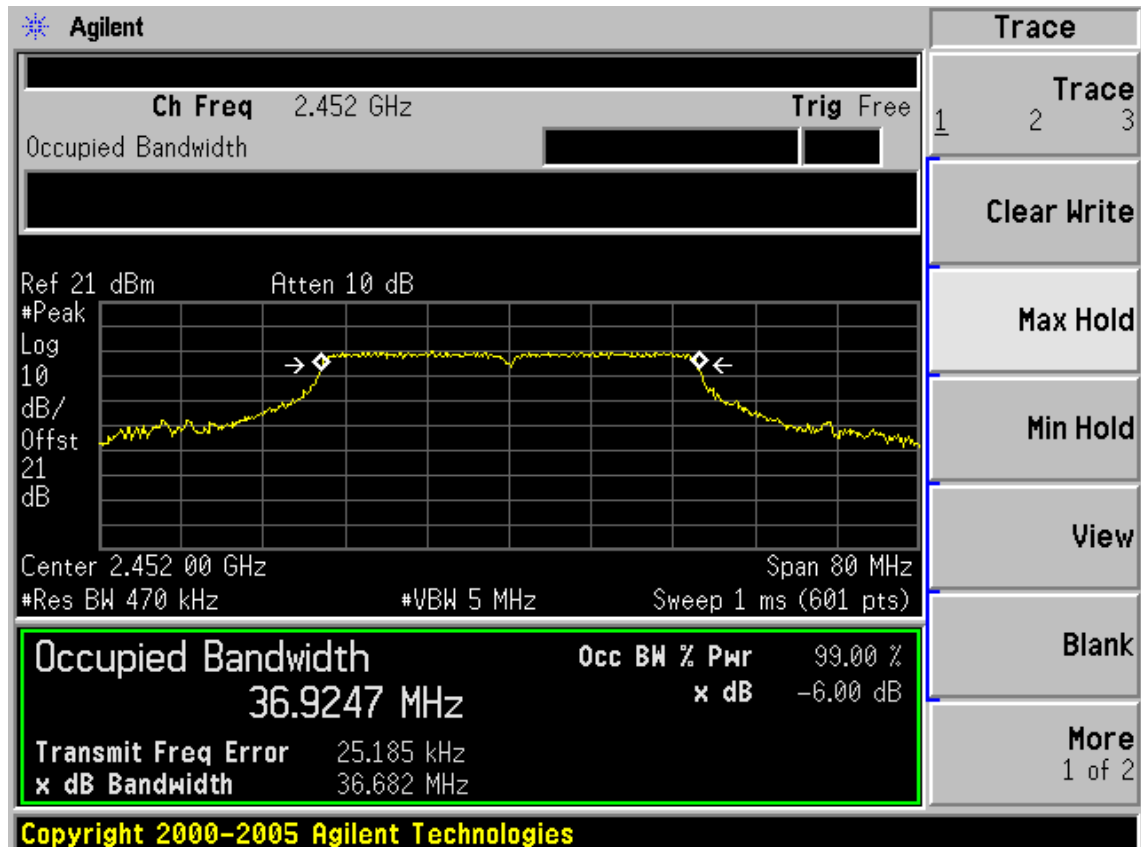 Agilent
Trace
Ch Freq 2.452 GHz Trig Free
Occupied Bandwidth
Ref 21 dBm Atten 10 dB
#Peak
Log
10
dB/
Offst
21
dB
Center 2.452 00 GHz Span 80 MHz
#Res BW 470 kHz #VBW 5 MHz Sweep 1 ms (601 pts)
Occupied Bandwidth
36.9247 MHz
Occ BW % Pwr 99.00 %
x dB -6.00 dB
Transmit Freq Error 25.185 kHz
x dB Bandwidth 36.682 MHz
Trace
1 2 3
Clear Write
Max Hold
Min Hold
View
Blank
More
1 of 2
Copyright 2000-2005 Agilent Technologies